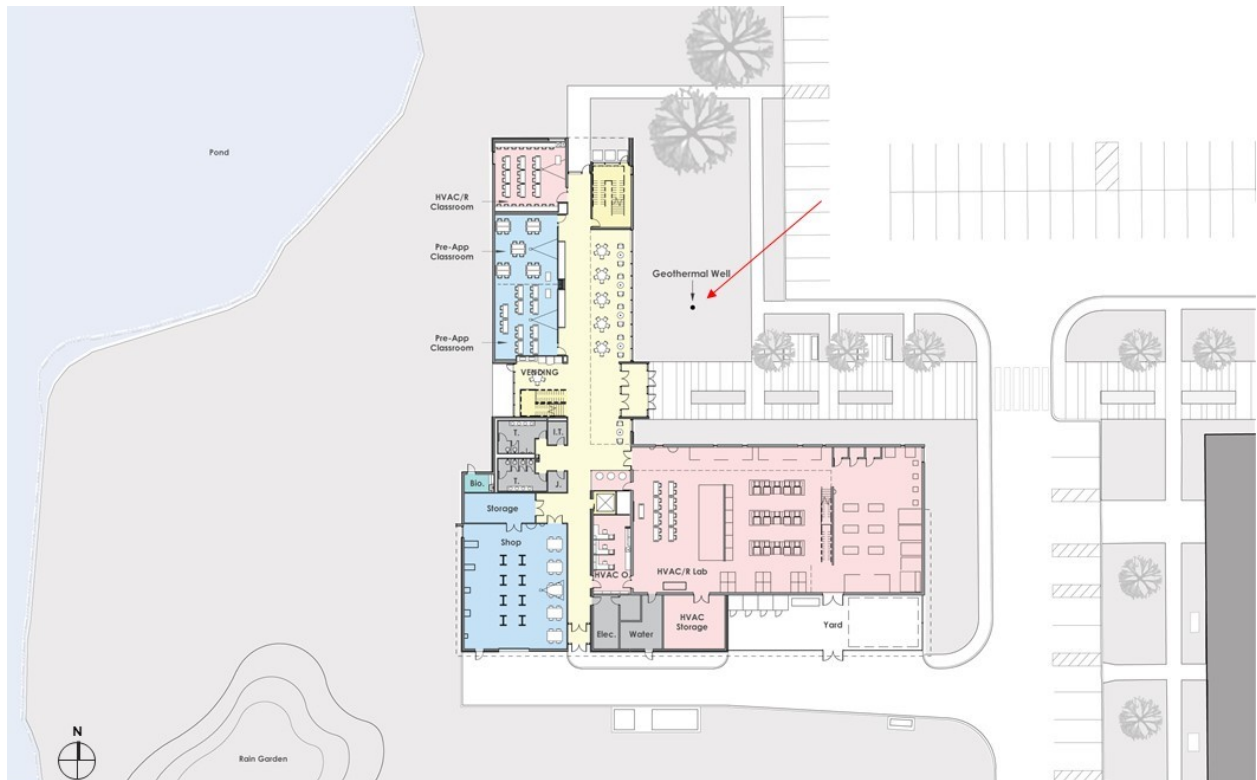 Pond
HVAC/R
Classroom
Pre-App
Classroom
Geothermal Well
Pre-App
Classroom
VENDING
T.
I.T.
T.
J.
Bio.
Storage
Shop
HVAC O.
HVAC/R Lab
Elec.
Water
HVAC
Storage
Yard
N
Rain Garden